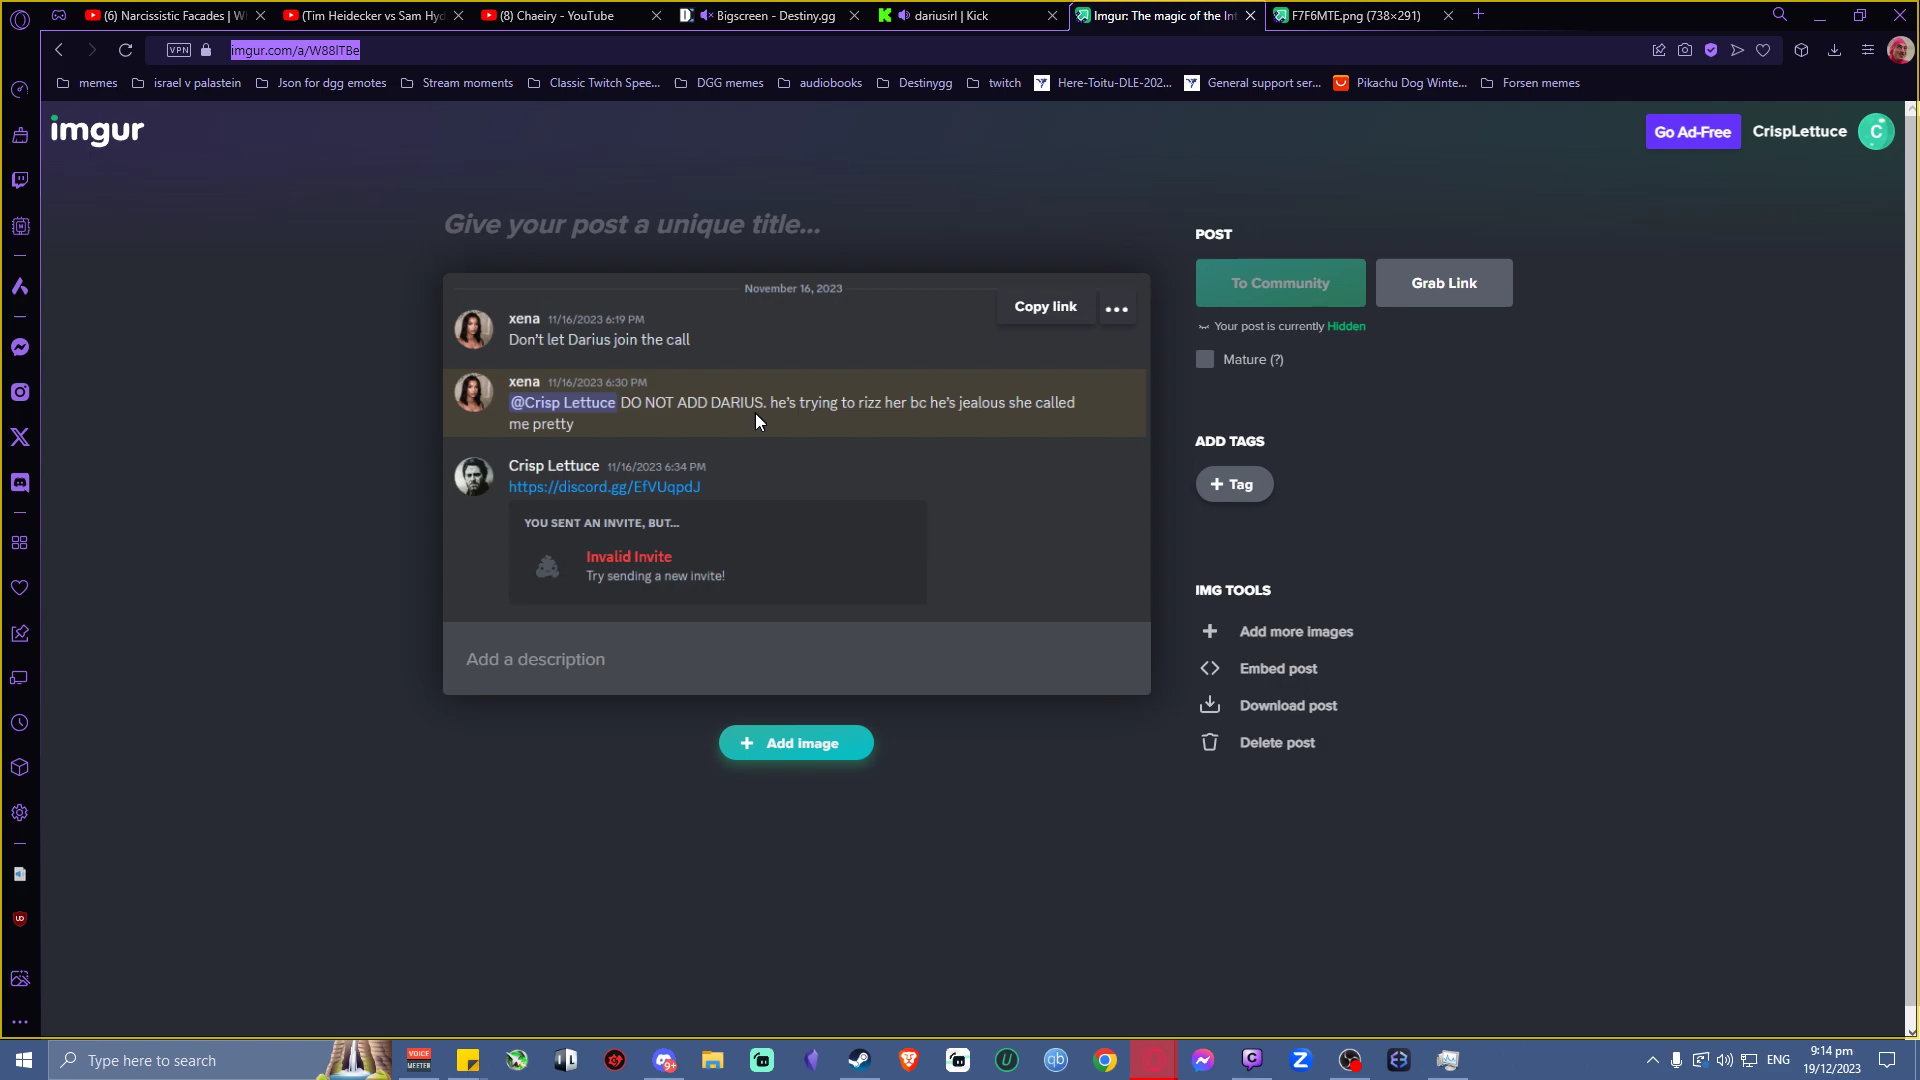 (6) Narcissistic Facades | W
(Tim Heidecker vs Sam Hyd
(8) Chaeiry - YouTube
Bigscreen - Destiny.gg
dariusirl | Kick
Imgur: The magic of the Int
F7F6MTE.png (738×291)
VPN
imgur.com/a/W88lTBe
memes
israel v palastein
Json for dgg emotes
Stream moments
Classic Twitch Spee...
DGG memes
audiobooks
Destinygg
twitch
Here-Toitu-DLE-202...
General support ser...
Pikachu Dog Winte...
Forsen memes
imgur
Go Ad-Free
CrispLettuce
C
Give your post a unique title...
November 16, 2023
Copy link
xena 11/16/2023 6:19 PM
Don't let Darius join the call
xena 11/16/2023 6:30 PM
@Crisp Lettuce DO NOT ADD DARIUS. he's trying to rizz her bc he's jealous she called
me pretty
Crisp Lettuce 11/16/2023 6:34 PM
https://discord.gg/EfVUqpdJ
YOU SENT AN INVITE, BUT...
Invalid Invite
Try sending a new invite!
Add a description
+ Add image
POST
To Community
Grab Link
Your post is currently Hidden
Mature (?)
ADD TAGS
+ Tag
IMG TOOLS
Add more images
Embed post
Download post
Delete post
Type here to search
VOICE
MEETER
9+
ENG
9:14 pm
19/12/2023